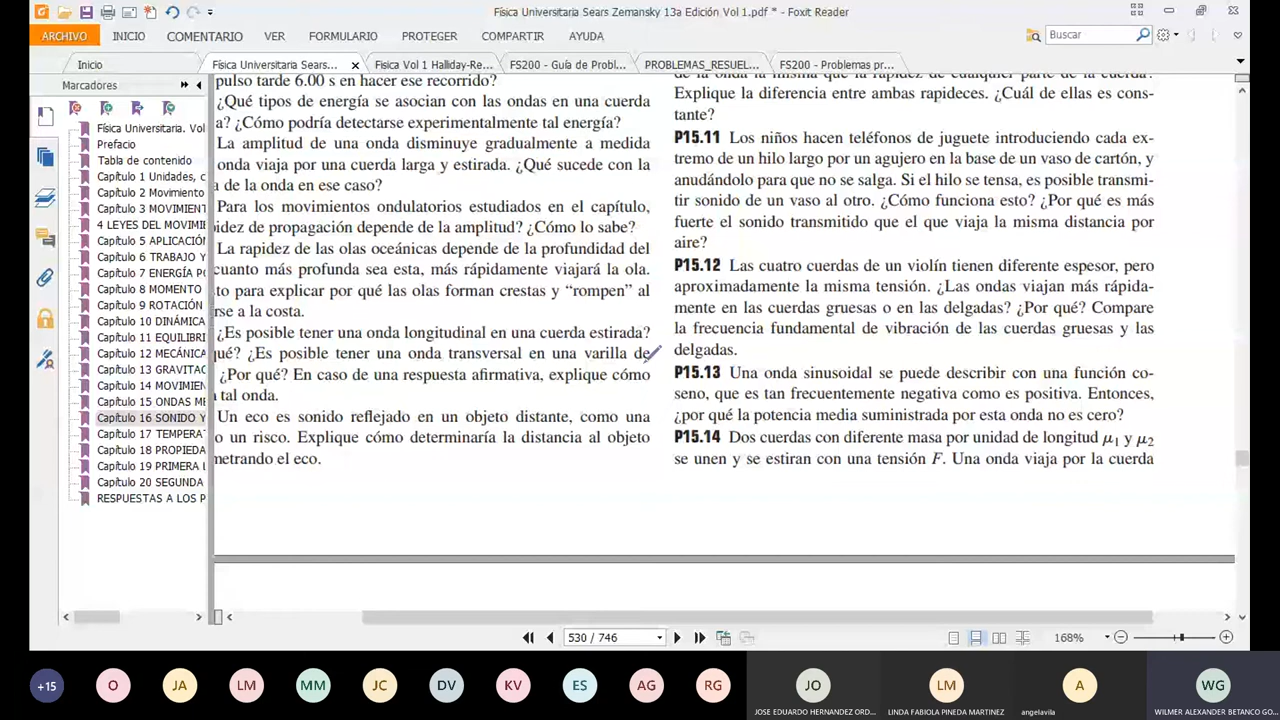 Física Universitaria Sears Zemansky 13a Edición Vol 1.pdf * - Foxit Reader
ARCHIVO INICIO COMENTARIO VER FORMULARIO PROTEGER COMPARTIR AYUDA
Buscar
Inicio
Física Universitaria Sears...
Fisica Vol 1 Halliday-Re...
FS200 - Guía de Probl...
PROBLEMAS_RESUEL...
FS200 - Problemas pr...
Marcadores
Física Universitaria. Vol
Prefacio
Tabla de contenido
Capítulo 1 Unidades, c
Capítulo 2 Movimiento
Capítulo 3 MOVIMIENT
4 LEYES DEL MOVIMI
Capítulo 5 APLICACIÓN
Capítulo 6 TRABAJO Y
Capítulo 7 ENERGÍA PO
Capítulo 8 MOMENTO
Capítulo 9 ROTACIÓN
Capítulo 10 DINÁMICA
Capítulo 11 EQUILIBRI
Capítulo 12 MECÁNICA
Capítulo 13 GRAVITAC
Capítulo 14 MOVIMIEN
Capítulo 15 ONDAS ME
Capítulo 16 SONIDO Y
Capítulo 17 TEMPERAT
Capítulo 18 PROPIEDA
Capítulo 19 PRIMERA L
Capítulo 20 SEGUNDA
RESPUESTAS A LOS P
pulso tarde 6.00 s en hacer ese recorrido?
¿Qué tipos de energía se asocian con las ondas en una cuerda
a? ¿Cómo podría detectarse experimentalmente tal energía?
La amplitud de una onda disminuye gradualmente a medida
onda viaja por una cuerda larga y estirada. ¿Qué sucede con la
a de la onda en ese caso?
Para los movimientos ondulatorios estudiados en el capítulo,
idez de propagación depende de la amplitud? ¿Cómo lo sabe?
La rapidez de las olas oceánicas depende de la profundidad del
cuanto más profunda sea esta, más rápidamente viajará la ola.
to para explicar por qué las olas forman crestas y “rompen” al
rse a la costa.
¿Es posible tener una onda longitudinal en una cuerda estirada?
qué? ¿Es posible tener una onda transversal en una varilla de
¿Por qué? En caso de una respuesta afirmativa, explique cómo
a tal onda.
Un eco es sonido reflejado en un objeto distante, como una
o un risco. Explique cómo determinaría la distancia al objeto
metrando el eco.
de la onda la misma que la rapidez de cualquier parte de la cuerda?
Explique la diferencia entre ambas rapideces. ¿Cuál de ellas es cons-
tante?
P15.11 Los niños hacen teléfonos de juguete introduciendo cada ex-
tremo de un hilo largo por un agujero en la base de un vaso de cartón, y
anudándolo para que no se salga. Si el hilo se tensa, es posible transmi-
tir sonido de un vaso al otro. ¿Cómo funciona esto? ¿Por qué es más
fuerte el sonido transmitido que el que viaja la misma distancia por
aire?
P15.12 Las cuatro cuerdas de un violín tienen diferente espesor, pero
aproximadamente la misma tensión. ¿Las ondas viajan más rápida-
mente en las cuerdas gruesas o en las delgadas? ¿Por qué? Compare
la frecuencia fundamental de vibración de las cuerdas gruesas y las
delgadas.
P15.13 Una onda sinusoidal se puede describir con una función co-
seno, que es tan frecuentemente negativa como es positiva. Entonces,
¿por qué la potencia media suministrada por esta onda no es cero?
P15.14 Dos cuerdas con diferente masa por unidad de longitud μ1 y μ2
se unen y se estiran con una tensión F. Una onda viaja por la cuerda
530 / 746
168%
+15 O JA LM MM JC DV KV ES AG RG JO LM A WG
JOSE EDUARDO HERNANDEZ ORD...
LINDA FABIOLA PINEDA MARTINEZ
angelavila
WILMER ALEXANDER BETANCO GO...